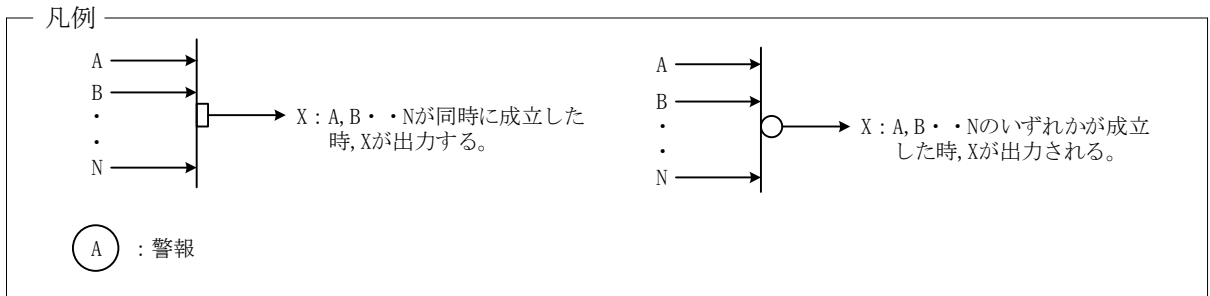 凡例
A
B
・
・
N
X：A,B・・Nが同時に成立した
時,Xが出力する。
A
B
・
・
N
X：A,B・・Nのいずれかが成立
した時,Xが出力される。
A ：警報